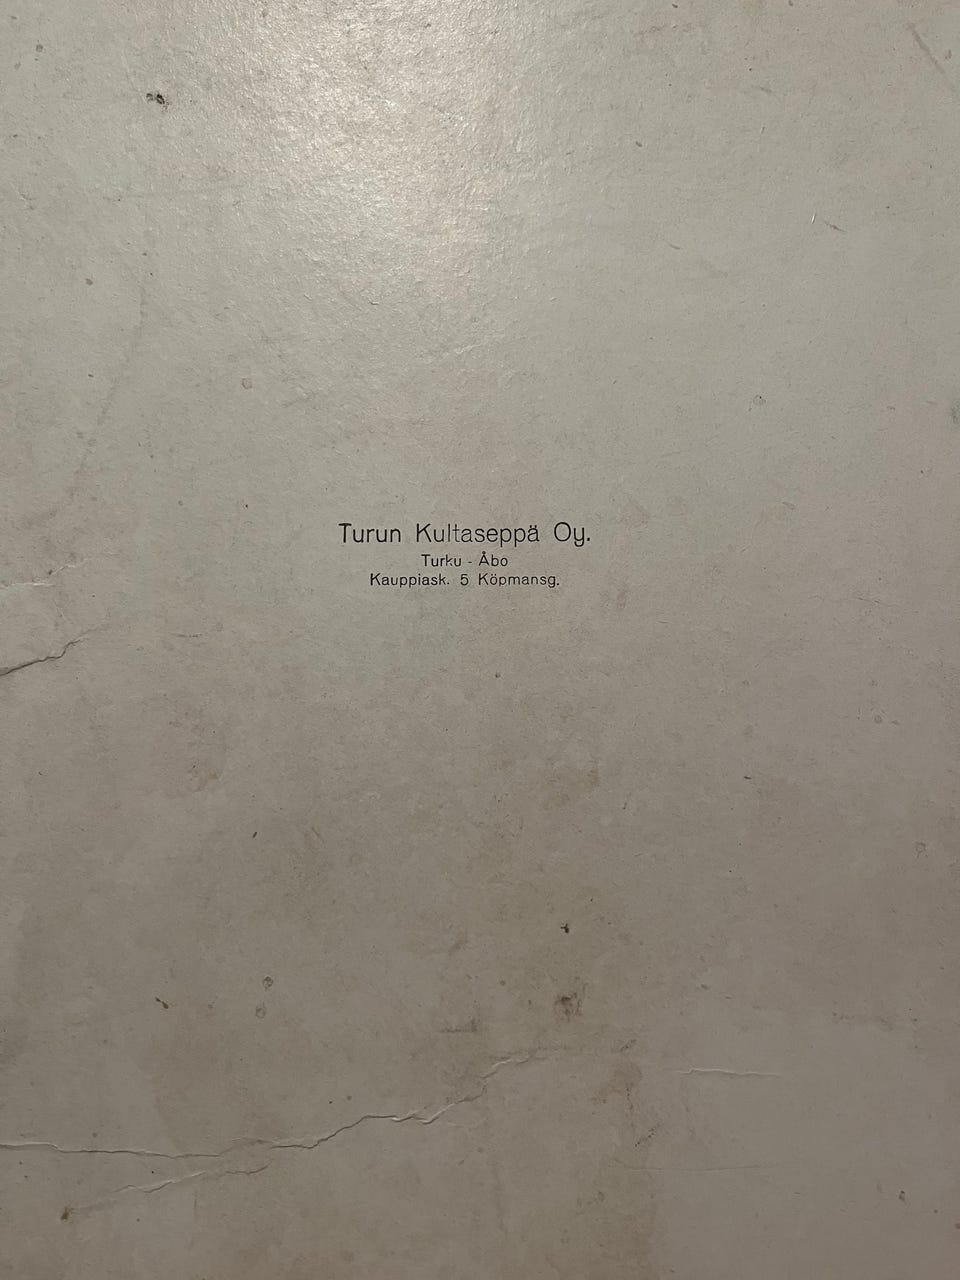 Turun Kultaseppä Oy.
Turku - Åbo
Kauppiask. 5 Köpmansg.